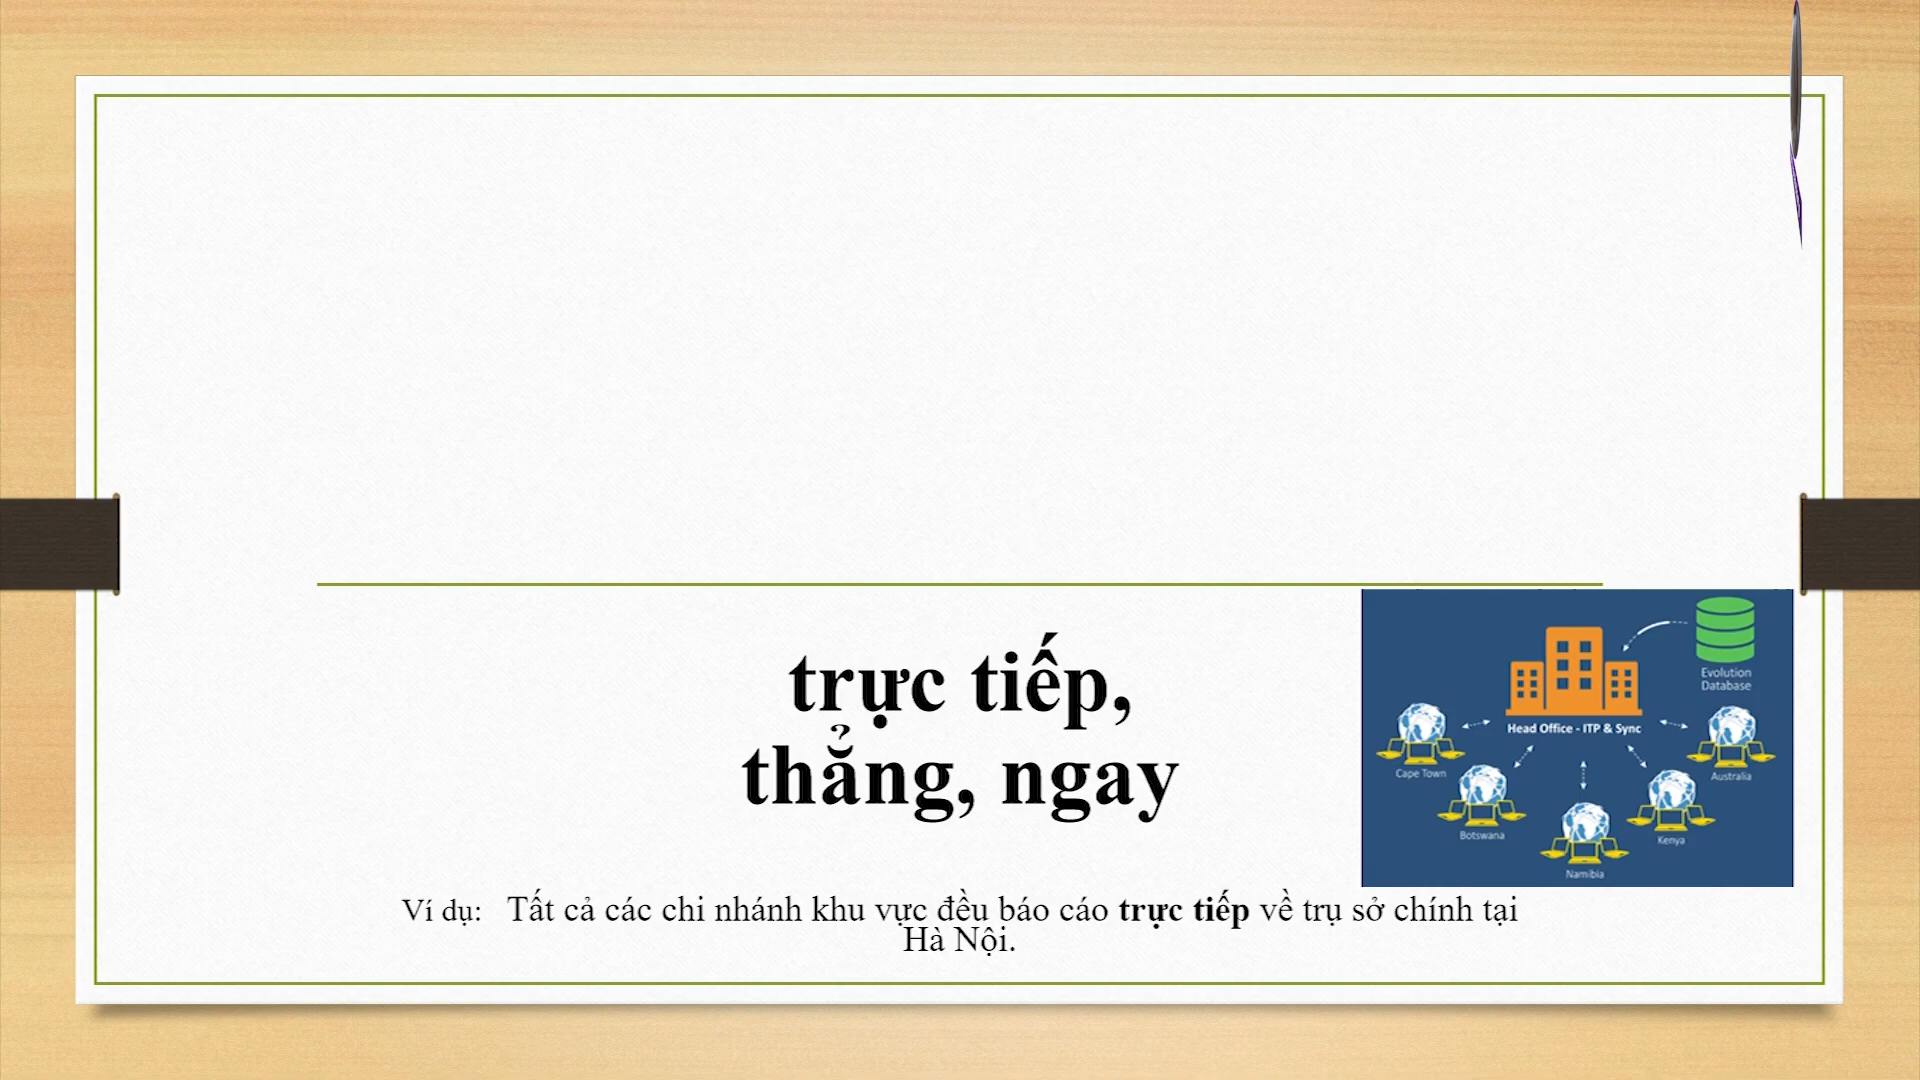 trực tiếp,
thẳng, ngay
Evolution
Database
Head Office - ITP & Sync
Cape Town
Australia
Botswana
Kenya
Namibia
Ví dụ: Tất cả các chi nhánh khu vực đều báo cáo trực tiếp về trụ sở chính tại
Hà Nội.